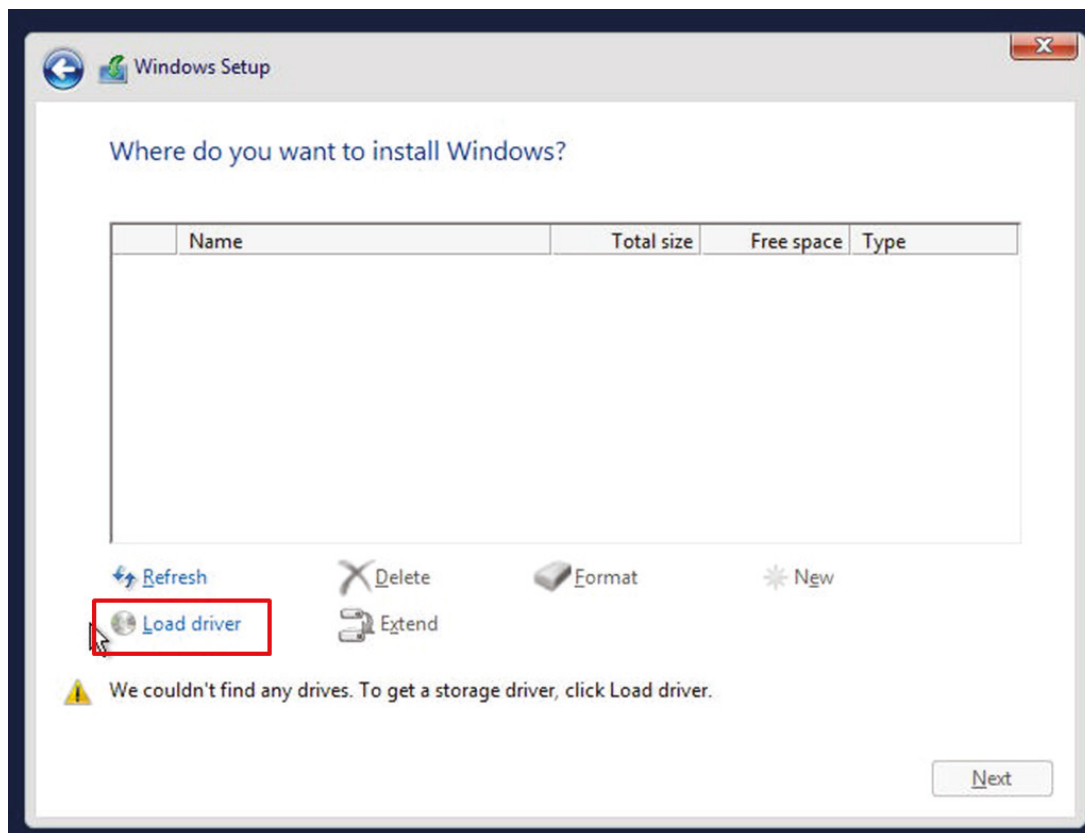 Windows Setup
Where do you want to install Windows?
Name Total size Free space Type
Refresh Delete Format New
Load driver Extend
We couldn't find any drives. To get a storage driver, click Load driver.
Next